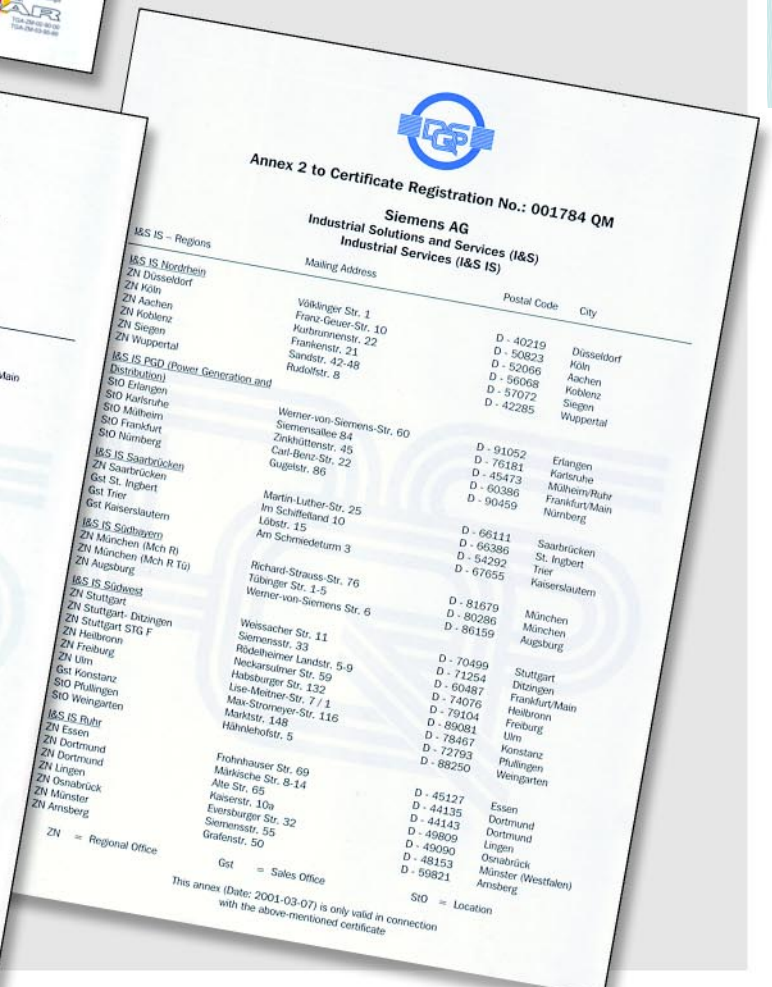 AR
Main
DQS
Annex 2 to Certificate Registration No.: 001784 QM
Siemens AG
Industrial Solutions and Services (I&S)
Industrial Services (I&S IS)
I&S IS – Regions Mailing Address Postal Code City
I&S IS Nordrhein
ZN Düsseldorf Völklinger Str. 1 D - 40219 Düsseldorf
ZN Köln Franz-Geuer-Str. 10 D - 50823 Köln
ZN Aachen Kurbrunnenstr. 22 D - 52066 Aachen
ZN Koblenz Frankenstr. 21 D - 56068 Koblenz
ZN Siegen Sandstr. 42-48 D - 57072 Siegen
ZN Wuppertal Rudolfstr. 8 D - 42285 Wuppertal
I&S IS PGD (Power Generation and
Distribution)
StO Erlangen Werner-von-Siemens-Str. 60 D - 91052 Erlangen
StO Karlsruhe Siemensallee 84 D - 76181 Karlsruhe
StO Mülheim Zinkhüttenstr. 45 D - 45473 Mülheim/Ruhr
StO Frankfurt Carl-Benz-Str. 22 D - 60386 Frankfurt/Main
StO Nürnberg Gugelstr. 86 D - 90459 Nürnberg
I&S IS Saarbrücken
ZN Saarbrücken Martin-Luther-Str. 25 D - 66111 Saarbrücken
Gst St. Ingbert Im Schiffelland 10 D - 66386 St. Ingbert
Gst Trier Löbstr. 15 D - 54292 Trier
Gst Kaiserslautern Am Schmiedeturm 3 D - 67655 Kaiserslautern
I&S IS Südbayern
ZN München (Mch R) Richard-Strauss-Str. 76 D - 81679 München
ZN München (Mch R Tü) Tübinger Str. 1-5 D - 80286 München
ZN Augsburg Werner-von-Siemens Str. 6 D - 86159 Augsburg
I&S IS Südwest
ZN Stuttgart Weissacher Str. 11 D - 70499 Stuttgart
ZN Stuttgart- Ditzingen Siemensstr. 33 D - 71254 Ditzingen
ZN Stuttgart STG F Rödelheimer Landstr. 5-9 D - 60487 Frankfurt/Main
ZN Heilbronn Neckarsulmer Str. 59 D - 74076 Heilbronn
ZN Freiburg Habsburger Str. 132 D - 79104 Freiburg
ZN Ulm Lise-Meitner-Str. 7 / 1 D - 89081 Ulm
Gst Konstanz Max-Stromeyer-Str. 116 D - 78467 Konstanz
StO Pfullingen Marktstr. 148 D - 72793 Pfullingen
StO Weingarten Hähnlehofstr. 5 D - 88250 Weingarten
I&S IS Ruhr
ZN Essen Frohnhauser Str. 69 D - 45127 Essen
ZN Dortmund Märkische Str. 8-14 D - 44135 Dortmund
ZN Dortmund Alte Str. 65 D - 44143 Dortmund
ZN Lingen Kaiserstr. 10a D - 49809 Lingen
ZN Osnabrück Eversburger Str. 32 D - 49090 Osnabrück
ZN Münster Siemensstr. 55 D - 48153 Münster (Westfalen)
ZN Arnsberg Grafenstr. 50 D - 59821 Arnsberg
ZN = Regional Office Gst = Sales Office StO = Location
This annex (Date: 2001-03-07) is only valid in connection
with the above-mentioned certificate